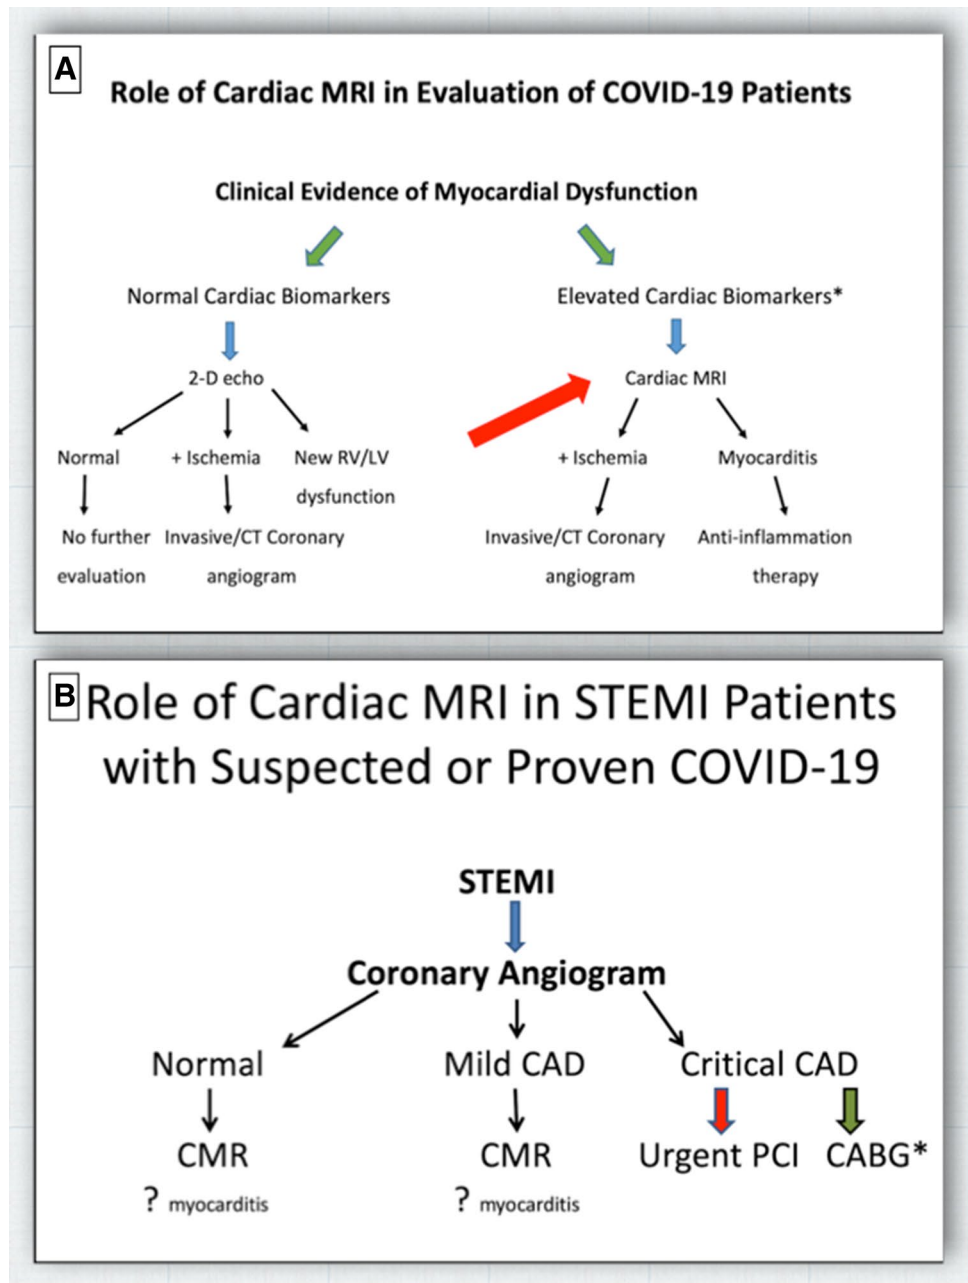 A
Role of Cardiac MRI in Evaluation of COVID-19 Patients
Clinical Evidence of Myocardial Dysfunction
Normal Cardiac Biomarkers
Elevated Cardiac Biomarkers*
2-D echo
Cardiac MRI
Normal
+ Ischemia
New RV/LV
dysfunction
+ Ischemia
Myocarditis
No further
evaluation
Invasive/CT Coronary
angiogram
Invasive/CT Coronary
angiogram
Anti-inflammation
therapy
B
Role of Cardiac MRI in STEMI Patients
with Suspected or Proven COVID-19
STEMI
Coronary Angiogram
Normal
Mild CAD
Critical CAD
CMR
? myocarditis
CMR
? myocarditis
Urgent PCI
CABG*